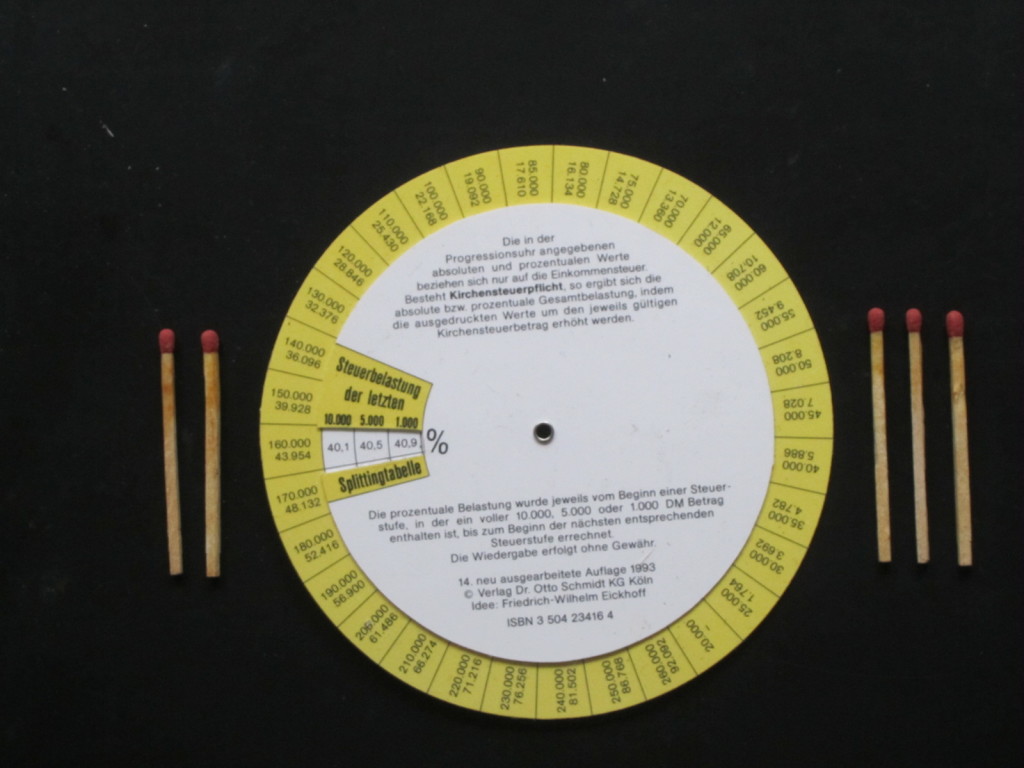 Die in der
Progressionsuhr angegebenen
absoluten und prozentualen Werte
beziehen sich nur auf die Einkommensteuer.
Besteht Kirchensteuerpflicht, so ergibt sich die
absolute bzw. prozentuale Gesamtbelastung, indem
die ausgedruckten Werte um den jeweils gültigen
Kirchensteuerbetrag erhöht werden.
Steuerbelastung
der letzten
10.000 5.000 1.000
40,1 40,5 40,9 %
Splittingtabelle
Die prozentuale Belastung wurde jeweils vom Beginn einer Steuer-
stufe, in der ein voller 10.000, 5.000 oder 1.000 DM Betrag
enthalten ist, bis zum Beginn der nächsten entsprechenden
Steuerstufe errechnet.
Die Wiedergabe erfolgt ohne Gewähr.
14. neu ausgearbeitete Auflage 1993
© Verlag Dr. Otto Schmidt KG Köln
Idee: Friedrich-Wilhelm Eickhoff
ISBN 3 504 23416 4
20.000
-
25.000
1.764
30.000
3.692
35.000
4.782
40.000
5.886
45.000
7.028
50.000
8.208
55.000
9.452
60.000
10.708
65.000
12.000
70.000
13.360
75.000
14.728
80.000
16.134
85.000
17.610
90.000
19.092
100.000
22.168
110.000
25.430
120.000
28.846
130.000
32.376
140.000
36.096
150.000
39.928
160.000
43.954
170.000
48.132
180.000
52.416
190.000
56.900
200.000
61.486
210.000
66.274
220.000
71.216
230.000
76.256
240.000
81.502
250.000
86.768
260.000
92.092